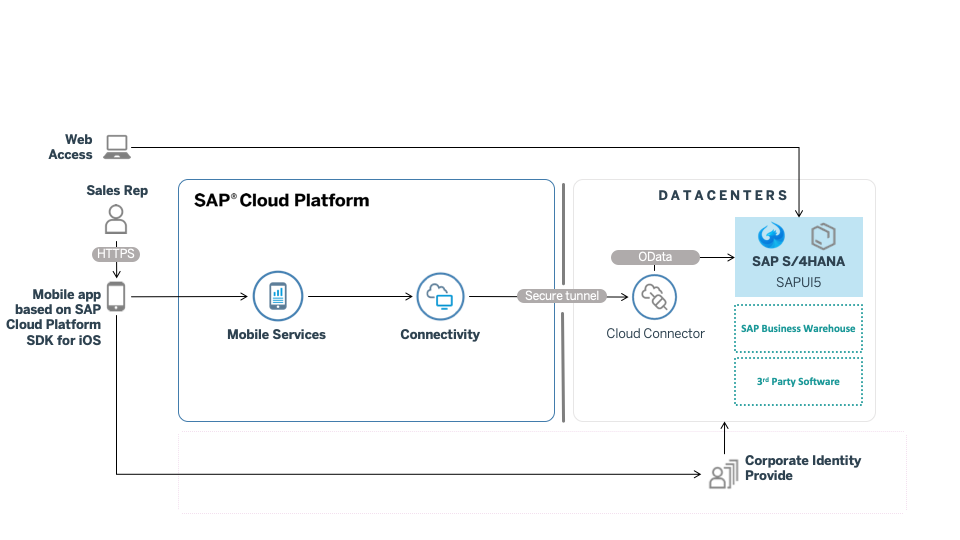 Web
Access
Sales Rep
HTTPS
Mobile app
based on SAP
Cloud Platform
SDK for iOS
SAP® Cloud Platform
Mobile Services
Connectivity
Secure tunnel
DATACENTERS
OData
Cloud Connector
SAP S/4HANA
SAPUI5
SAP Business Warehouse
3rd Party Software
Corporate Identity
Provide